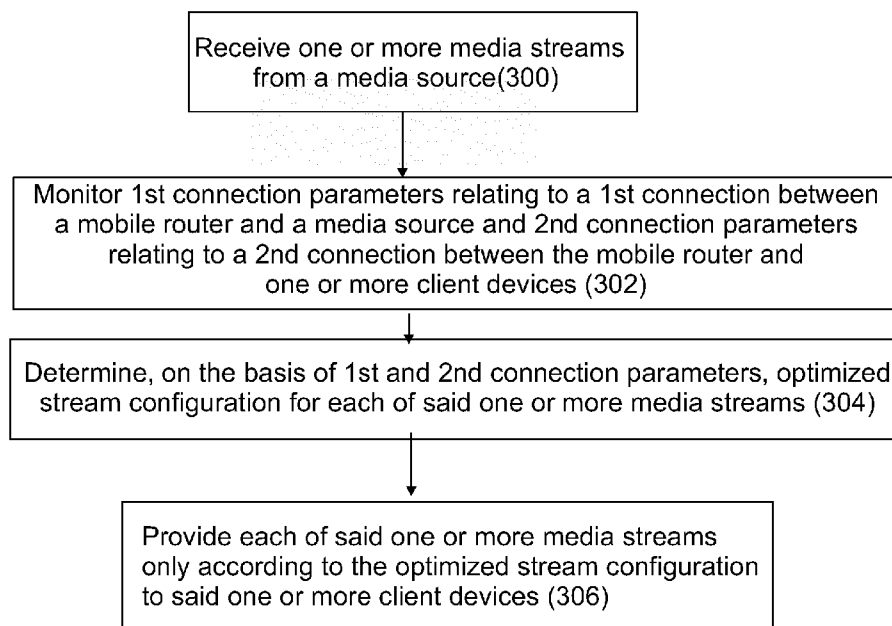 Receive one or more media streams
from a media source(300)
Monitor 1st connection parameters relating to a 1st connection between
a mobile router and a media source and 2nd connection parameters
relating to a 2nd connection between the mobile router and
one or more client devices (302)
Determine, on the basis of 1st and 2nd connection parameters, optimized
stream configuration for each of said one or more media streams (304)
Provide each of said one or more media streams
only according to the optimized stream configuration
to said one or more client devices (306)